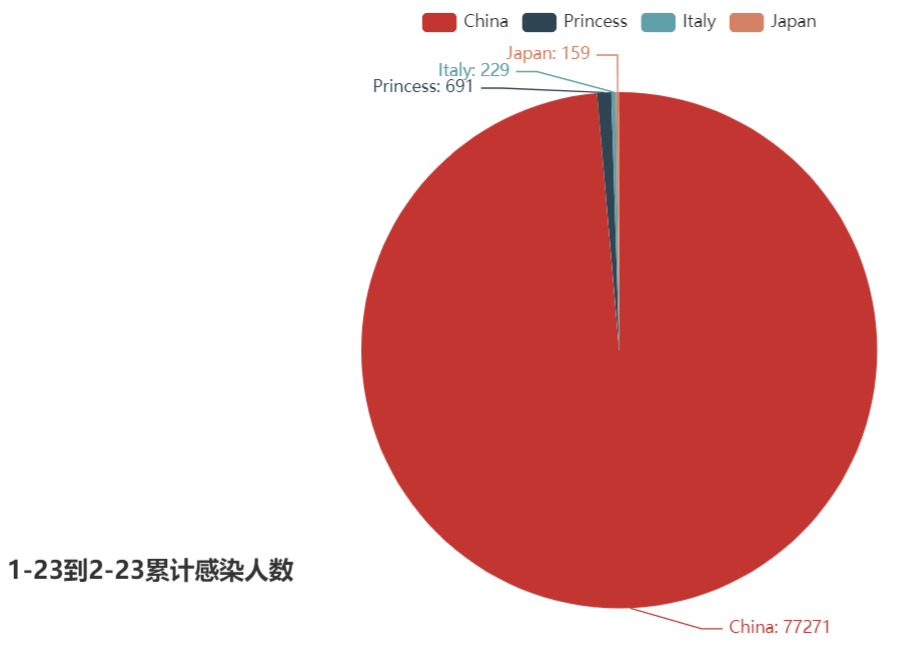 China Princess Italy Japan
Japan: 159
Italy: 229
Princess: 691
1-23到2-23累计感染人数
China: 77271